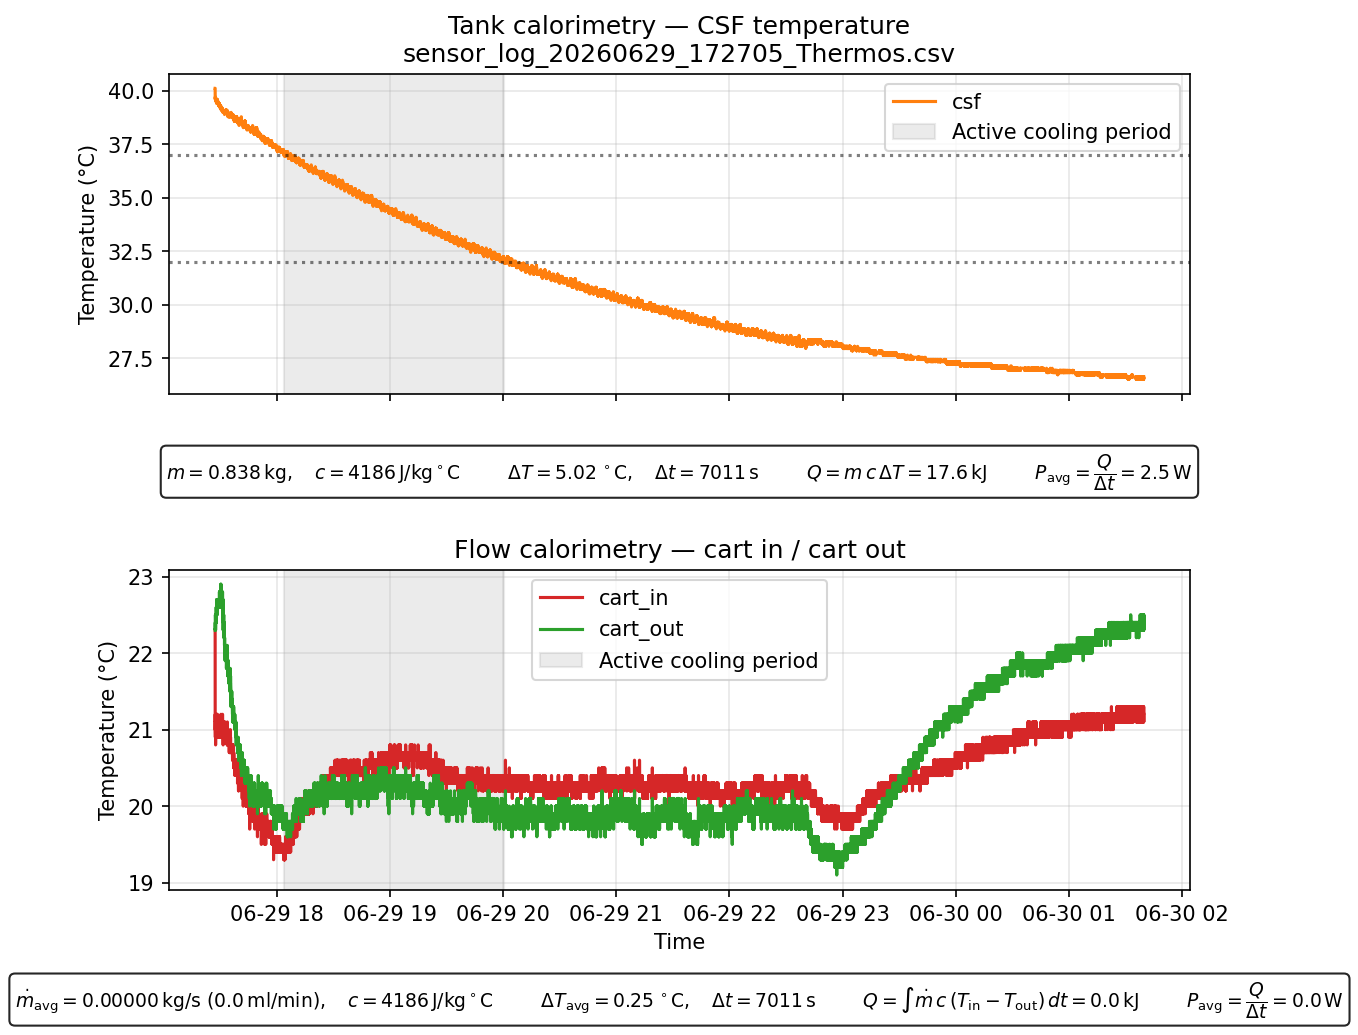 Tank calorimetry — CSF temperature
sensor_log_20260629_172705_Thermos.csv
Temperature (°C)
40.0
37.5
35.0
32.5
30.0
27.5
csf
Active cooling period
m = 0.838 kg, c = 4186 J/kg °C ΔT = 5.02 °C, Δt = 7011 s Q = m c ΔT = 17.6 kJ P_avg = Q/Δt = 2.5 W
Flow calorimetry — cart in / cart out
Temperature (°C)
23
22
21
20
19
cart_in
cart_out
Active cooling period
06-29 18 06-29 19 06-29 20 06-29 21 06-29 22 06-29 23 06-30 00 06-30 01 06-30 02
Time
ṁ_avg = 0.00000 kg/s (0.0 ml/min), c = 4186 J/kg °C ΔT_avg = 0.25 °C, Δt = 7011 s Q = ∫ṁ c (T_in − T_out) dt = 0.0 kJ P_avg = Q/Δt = 0.0 W